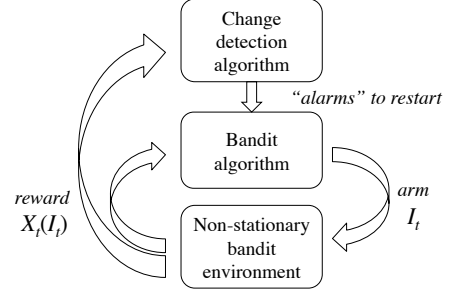 Change
detection
algorithm
“alarms” to restart
Bandit
algorithm
reward
X_t(I_t)
arm
I_t
Non-stationary
bandit
environment